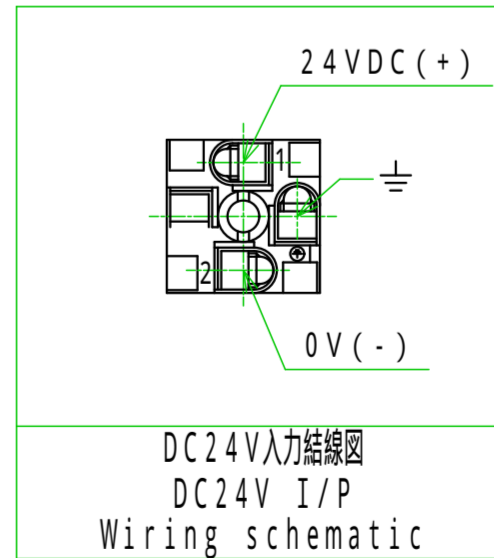 24VDC(+)
1
2
0V(-)
DC24V入力結線図
DC24V I/P
Wiring schematic